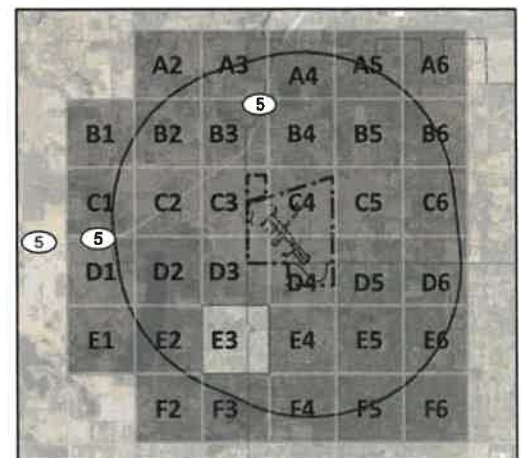 A2 A3 A4 A5 A6
5
B1 B2 B3 B4 B5 B6
C1 C2 C3 C4 C5 C6
5 5
D1 D2 D3 D4 D5 D6
E1 E2 E3 E4 E5 E6
F2 F3 F4 F5 F6